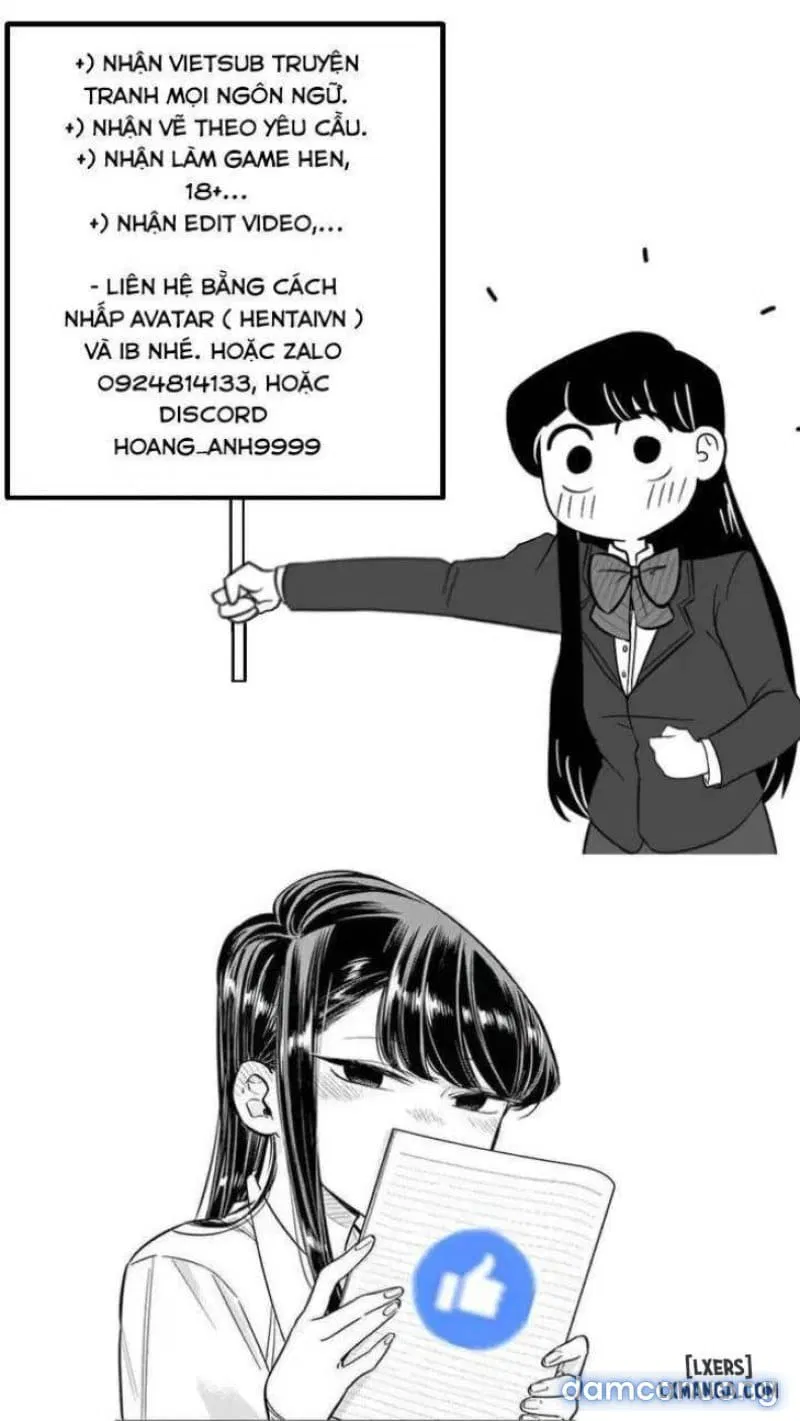 +) NHẬN VIETSUB TRUYỆN
TRANH MỌI NGÔN NGỮ.
+) NHẬN VẼ THEO YÊU CẦU.
+) NHẬN LÀM GAME HEN,
18+...
+) NHẬN EDIT VIDEO,...
- LIÊN HỆ BẰNG CÁCH
NHẤP AVATAR ( HENTAIVN )
VÀ IB NHÉ. HOẶC ZALO
0924814133, HOẶC
DISCORD
HOANG_ANH9999
[LXERS]